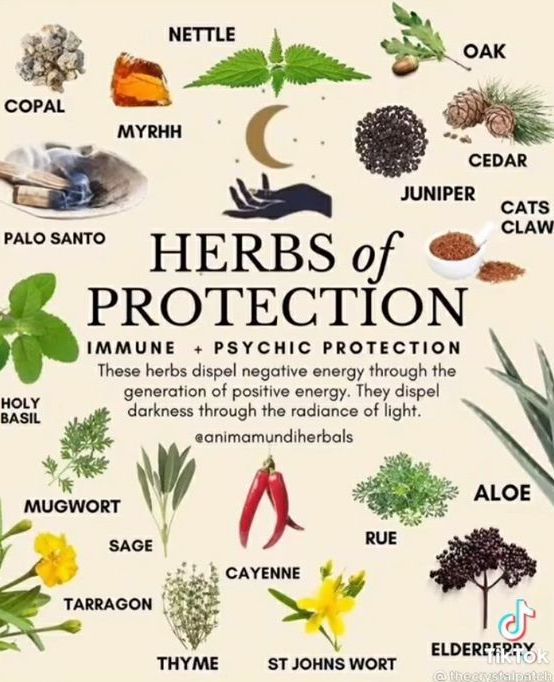 NETTLE
OAK
COPAL
MYRHH
CEDAR
JUNIPER
CATS
CLAW
PALO SANTO
HERBS of
PROTECTION
IMMUNE + PSYCHIC PROTECTION
These herbs dispel negative energy through the
generation of positive energy. They dispel
darkness through the radiance of light.
@animamundiherbals
HOLY
BASIL
MUGWORT
ALOE
SAGE
RUE
CAYENNE
TARRAGON
THYME
ST JOHNS WORT
ELDERBERRY
TikTok
@thecrystalpatch